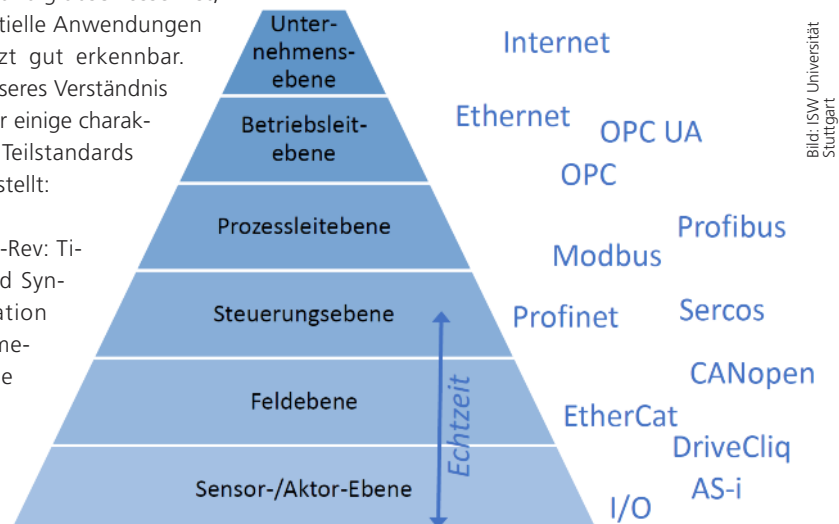 tielle Anwendungen
zt gut erkennbar.
seres Verständnis
r einige charak-
Teilstandards
stellt:
-Rev: Ti-
d Syn-
ation
me-
e
Unter-
nehmens-
ebene
Betriebsleit-
ebene
Prozessleitebene
Steuerungsebene
Feldebene
Sensor-/Aktor-Ebene
Echtzeit
Internet
Ethernet
OPC UA
OPC
Profibus
Modbus
Profinet
Sercos
CANopen
EtherCat
DriveCliq
AS-i
I/O
Bild: ISW Universität
Stuttgart